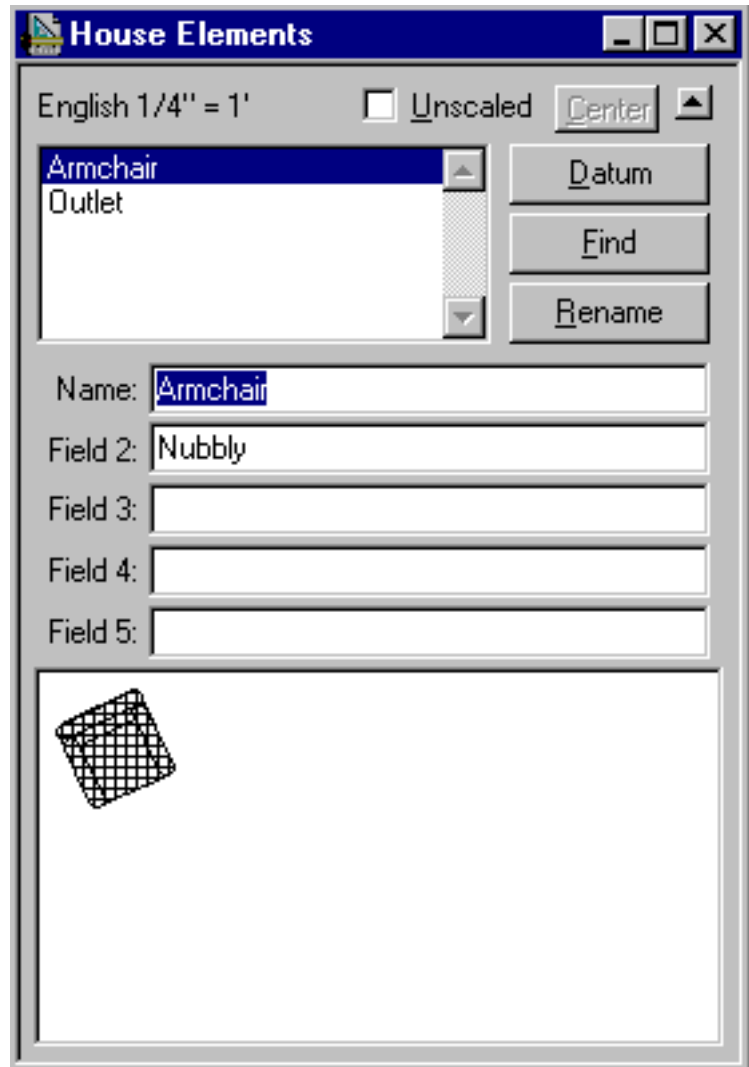 House Elements
English 1/4" = 1' Unscaled Center
Armchair
Outlet
Datum
Find
Rename
Name: Armchair
Field 2: Nubbly
Field 3:
Field 4:
Field 5: